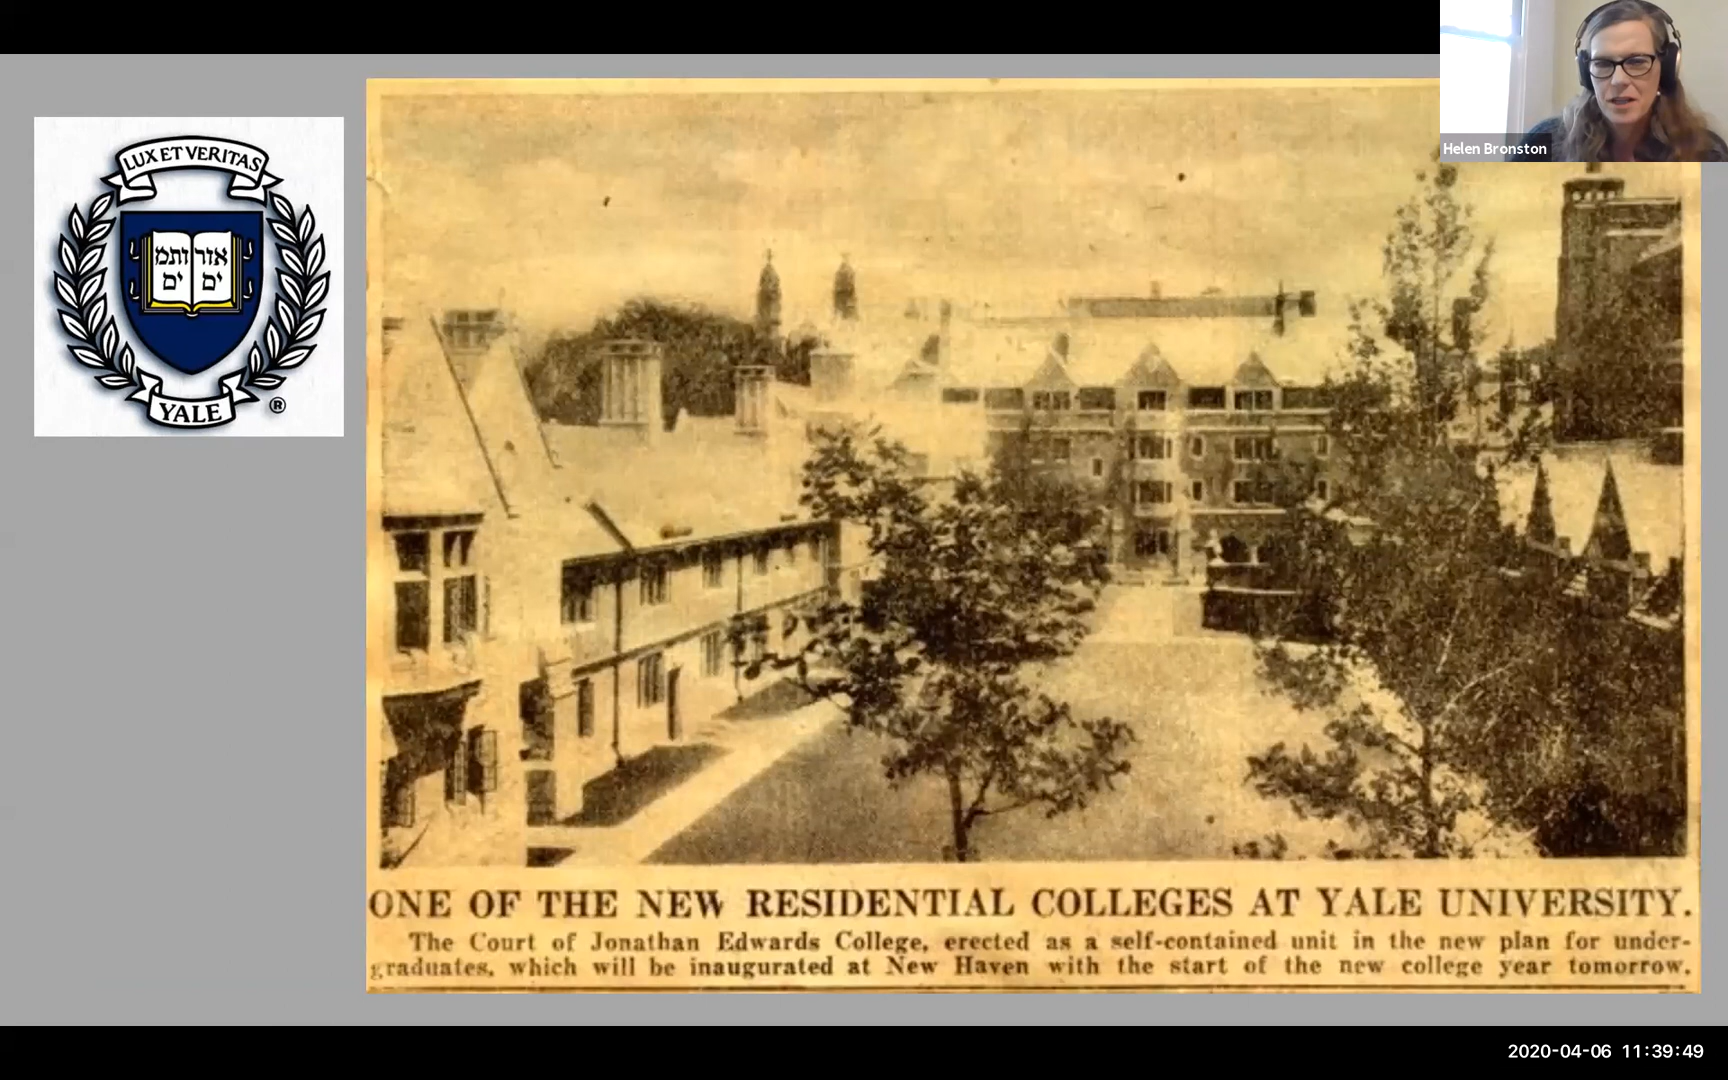 Helen Bronston
LUX ET VERITAS
אורים ותמים
YALE
®
ONE OF THE NEW RESIDENTIAL COLLEGES AT YALE UNIVERSITY.
The Court of Jonathan Edwards College, erected as a self-contained unit in the new plan for under-
graduates, which will be inaugurated at New Haven with the start of the new college year tomorrow.
2020-04-06 11:39:49